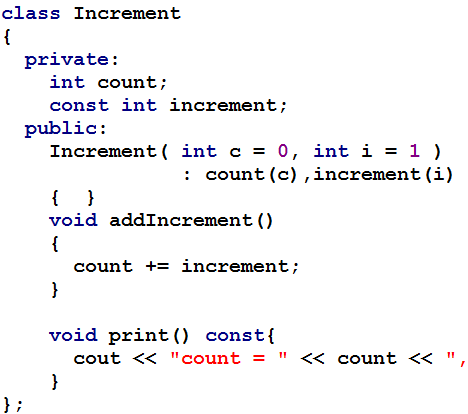 class Increment
{
  private:
    int count;
    const int increment;
  public:
    Increment( int c = 0, int i = 1 )
               : count(c),increment(i)
    {  }
    void addIncrement()
    {
      count += increment;
    }

    void print() const{
      cout << "count = " << count << ",
    }
};